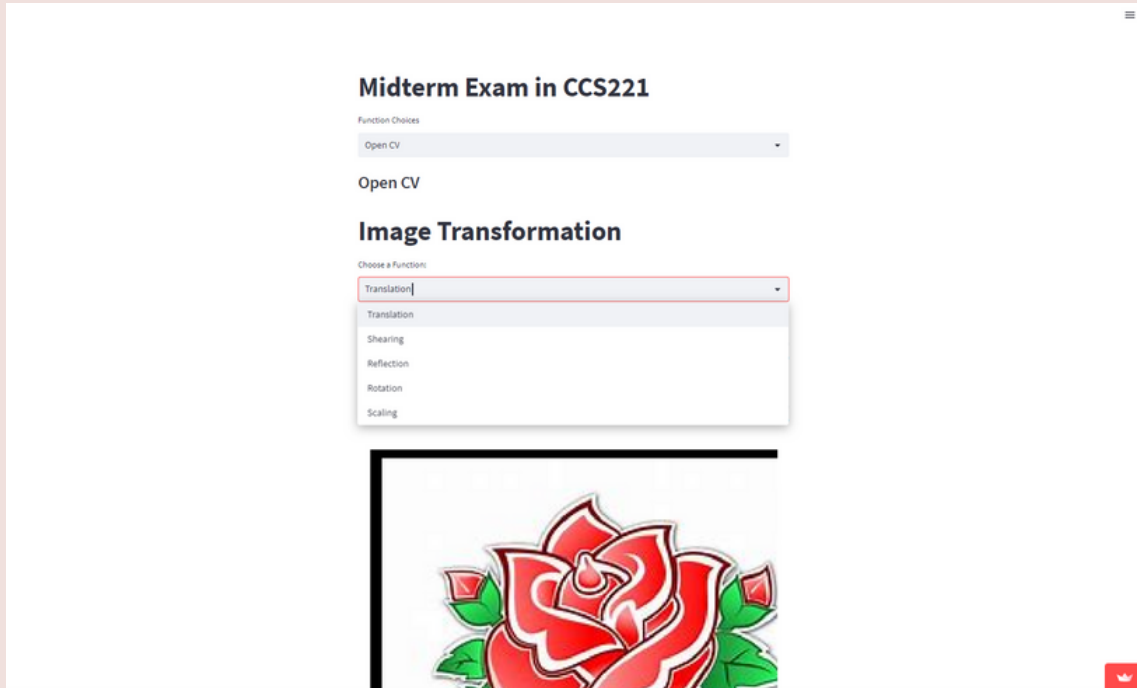 Midterm Exam in CCS221
Function Choices
Open CV
Open CV
Image Transformation
Choose a Function:
Translation
Translation
Shearing
Reflection
Rotation
Scaling